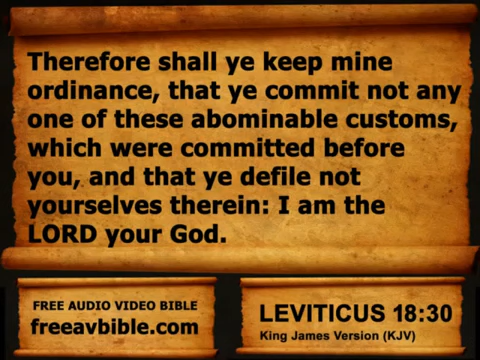 Therefore shall ye keep mine
ordinance, that ye commit not any
one of these abominable customs,
which were committed before
you, and that ye defile not
yourselves therein: I am the
LORD your God.
FREE AUDIO VIDEO BIBLE
freeavbible.com
LEVITICUS 18:30
King James Version (KJV)